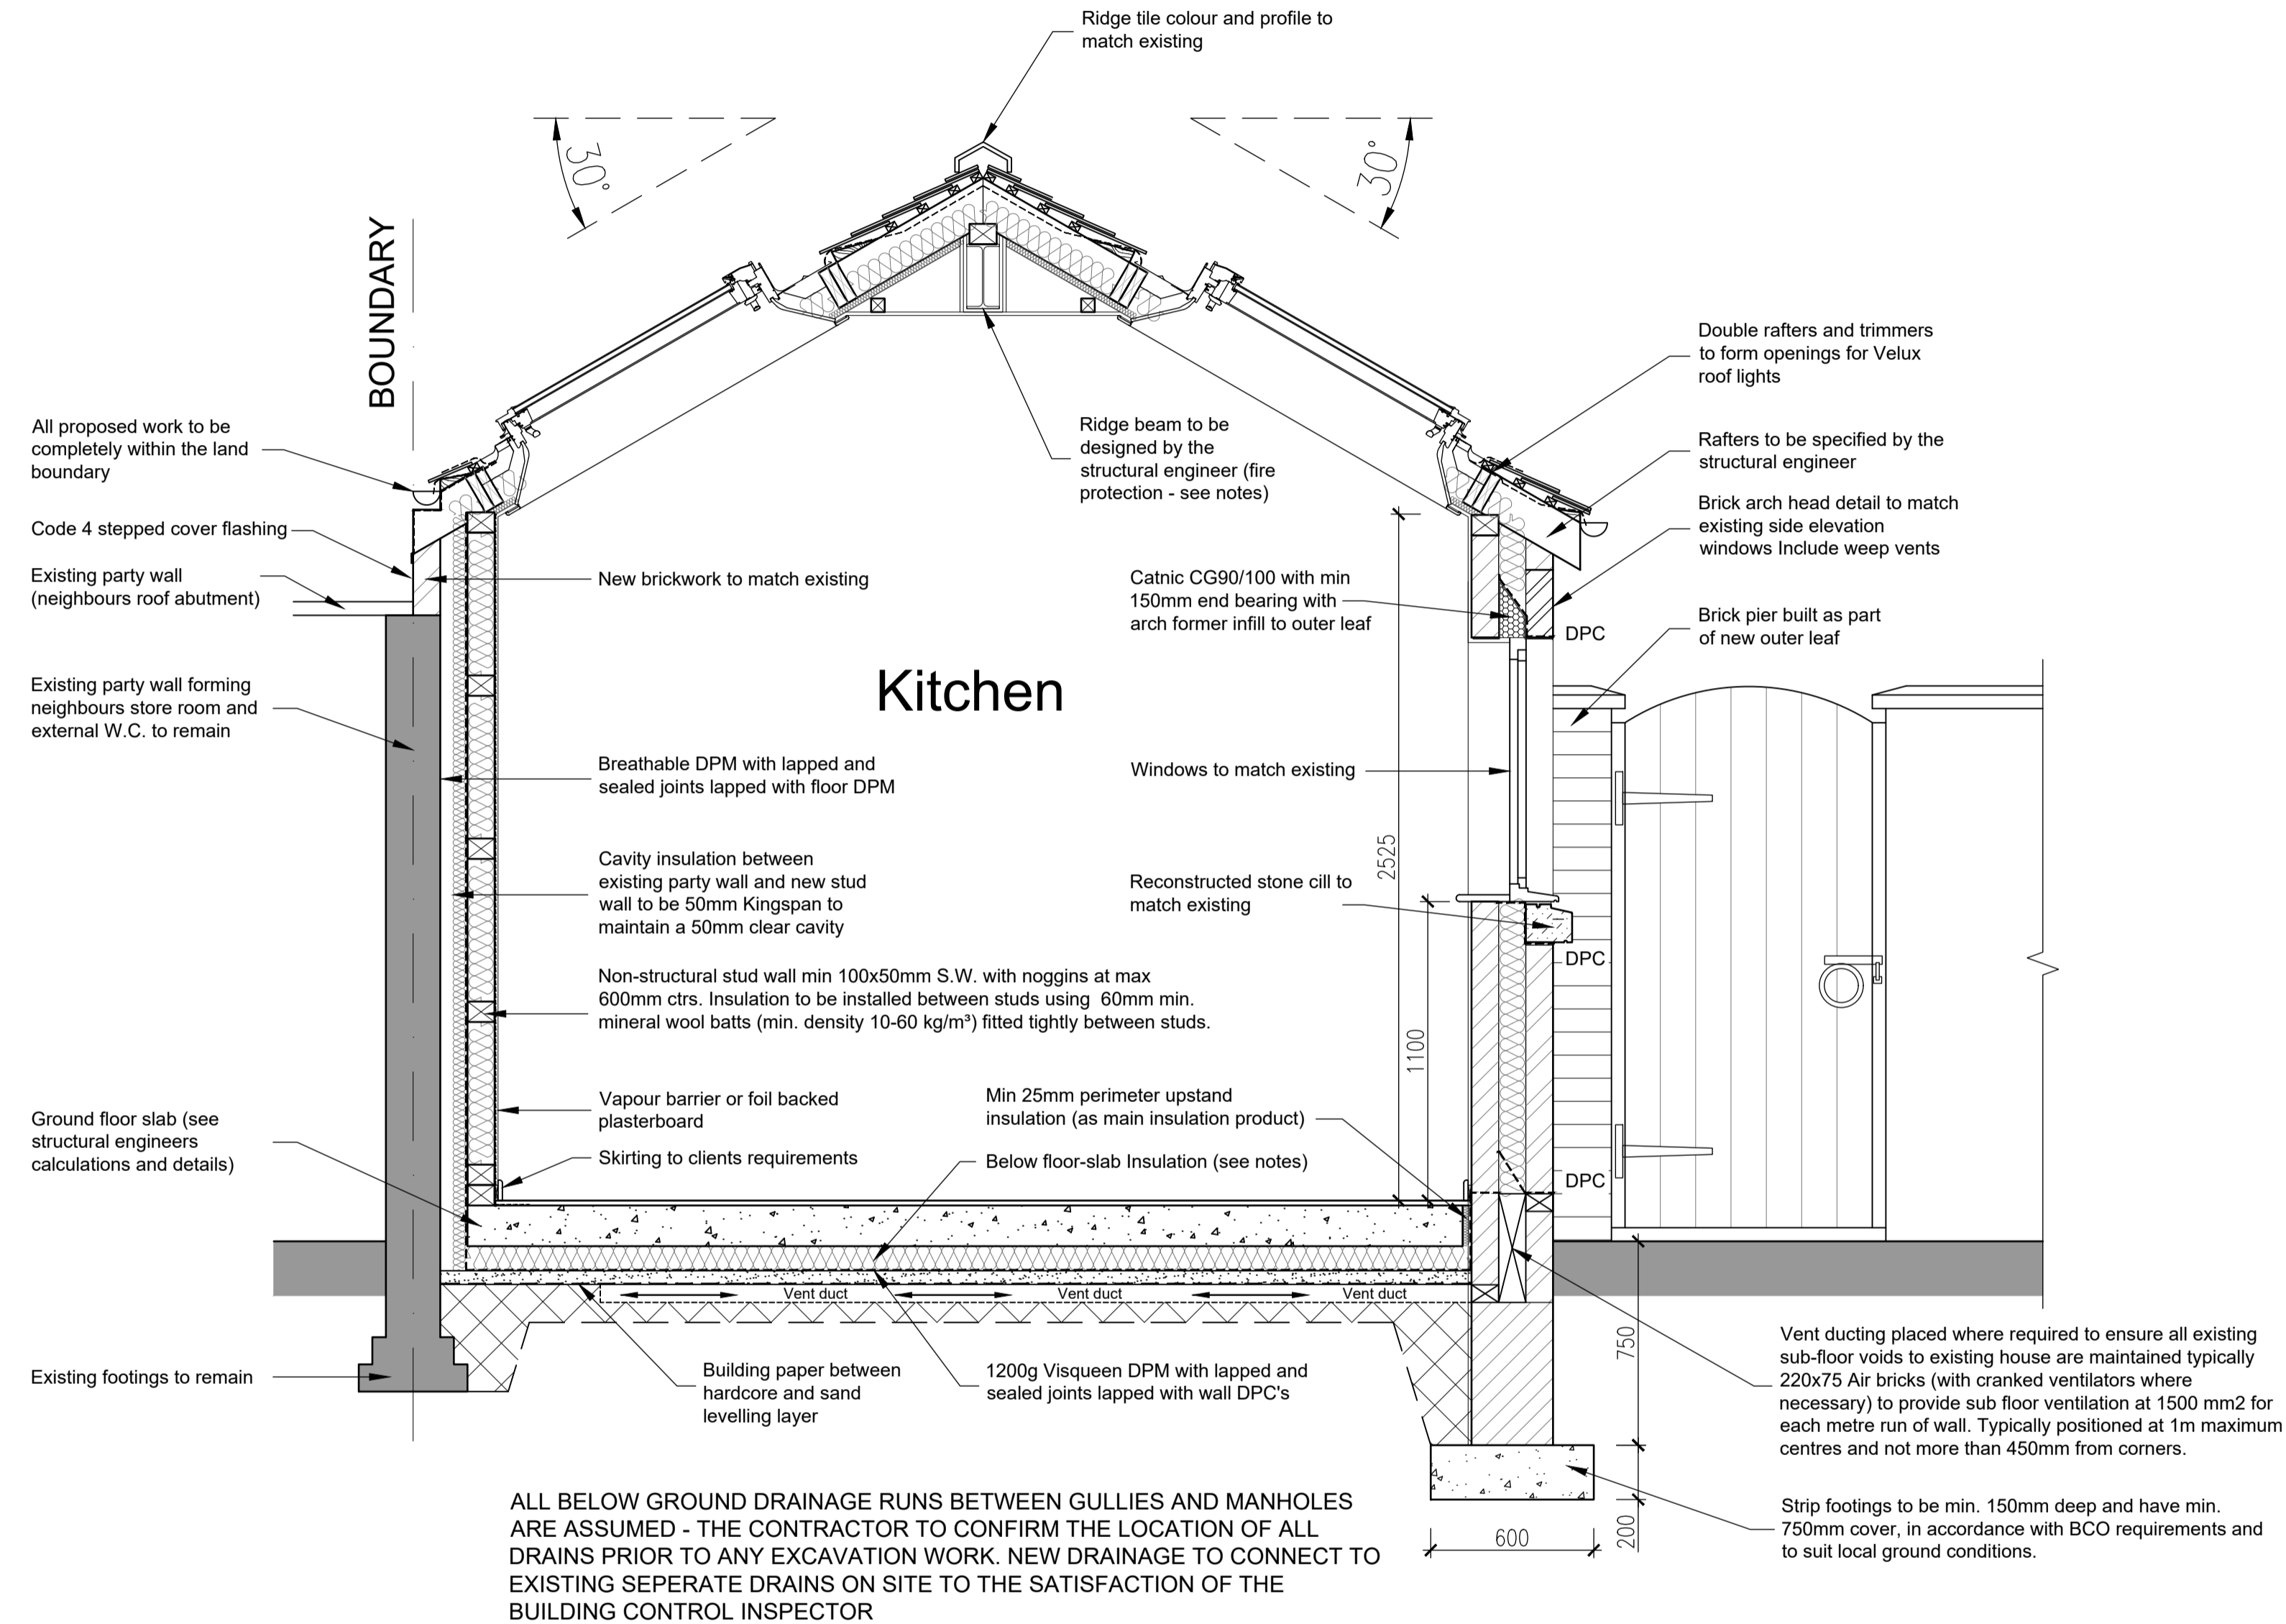 Ridge tile colour and profile to
match existing
30°
30°
BOUNDARY
Double rafters and trimmers
to form openings for Velux
roof lights
All proposed work to be
completely within the land
boundary
Ridge beam to be
designed by the
structural engineer (fire
protection - see notes)
Rafters to be specified by the
structural engineer
Code 4 stepped cover flashing
Brick arch head detail to match
existing side elevation
windows Include weep vents
Existing party wall
(neighbours roof abutment)
New brickwork to match existing
Catnic CG90/100 with min
150mm end bearing with
arch former infill to outer leaf
DPC
Brick pier built as part
of new outer leaf
Kitchen
Existing party wall forming
neighbours store room and
external W.C. to remain
Breathable DPM with lapped and
sealed joints lapped with floor DPM
Windows to match existing
2525
Cavity insulation between
existing party wall and new stud
wall to be 50mm Kingspan to
maintain a 50mm clear cavity
Reconstructed stone cill to
match existing
DPC
Non-structural stud wall min 100x50mm S.W. with noggins at max
600mm ctrs. Insulation to be installed between studs using 60mm min.
mineral wool batts (min. density 10-60 kg/m³) fitted tightly between studs.
1100
Vapour barrier or foil backed
plasterboard
Min 25mm perimeter upstand
insulation (as main insulation product)
Ground floor slab (see
structural engineers
calculations and details)
Skirting to clients requirements
Below floor-slab Insulation (see notes)
DPC
Vent duct
Vent duct
Vent duct
Existing footings to remain
Building paper between
hardcore and sand
levelling layer
1200g Visqueen DPM with lapped and
sealed joints lapped with wall DPC's
750
Vent ducting placed where required to ensure all existing
sub-floor voids to existing house are maintained typically
220x75 Air bricks (with cranked ventilators where
necessary) to provide sub floor ventilation at 1500 mm2 for
each metre run of wall. Typically positioned at 1m maximum
centres and not more than 450mm from corners.
600
200
Strip footings to be min. 150mm deep and have min.
750mm cover, in accordance with BCO requirements and
to suit local ground conditions.
ALL BELOW GROUND DRAINAGE RUNS BETWEEN GULLIES AND MANHOLES
ARE ASSUMED - THE CONTRACTOR TO CONFIRM THE LOCATION OF ALL
DRAINS PRIOR TO ANY EXCAVATION WORK. NEW DRAINAGE TO CONNECT TO
EXISTING SEPERATE DRAINS ON SITE TO THE SATISFACTION OF THE
BUILDING CONTROL INSPECTOR